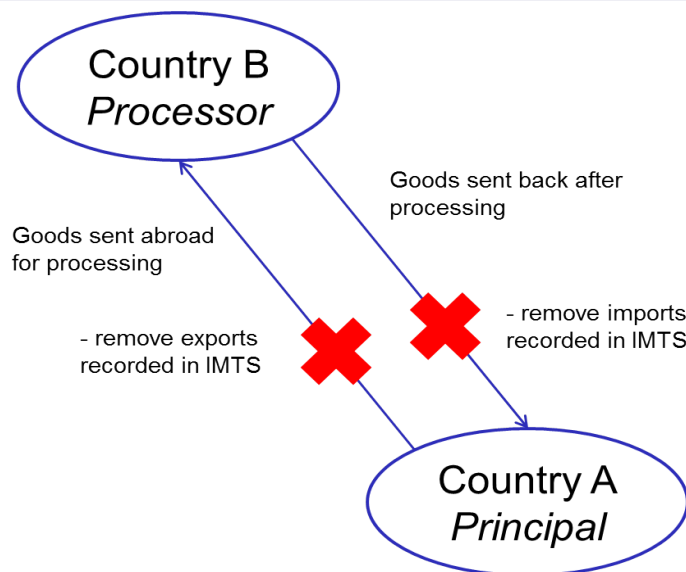 Country B
Processor
Goods sent back after
processing
Goods sent abroad
for processing
- remove imports
recorded in IMTS
- remove exports
recorded in IMTS
Country A
Principal